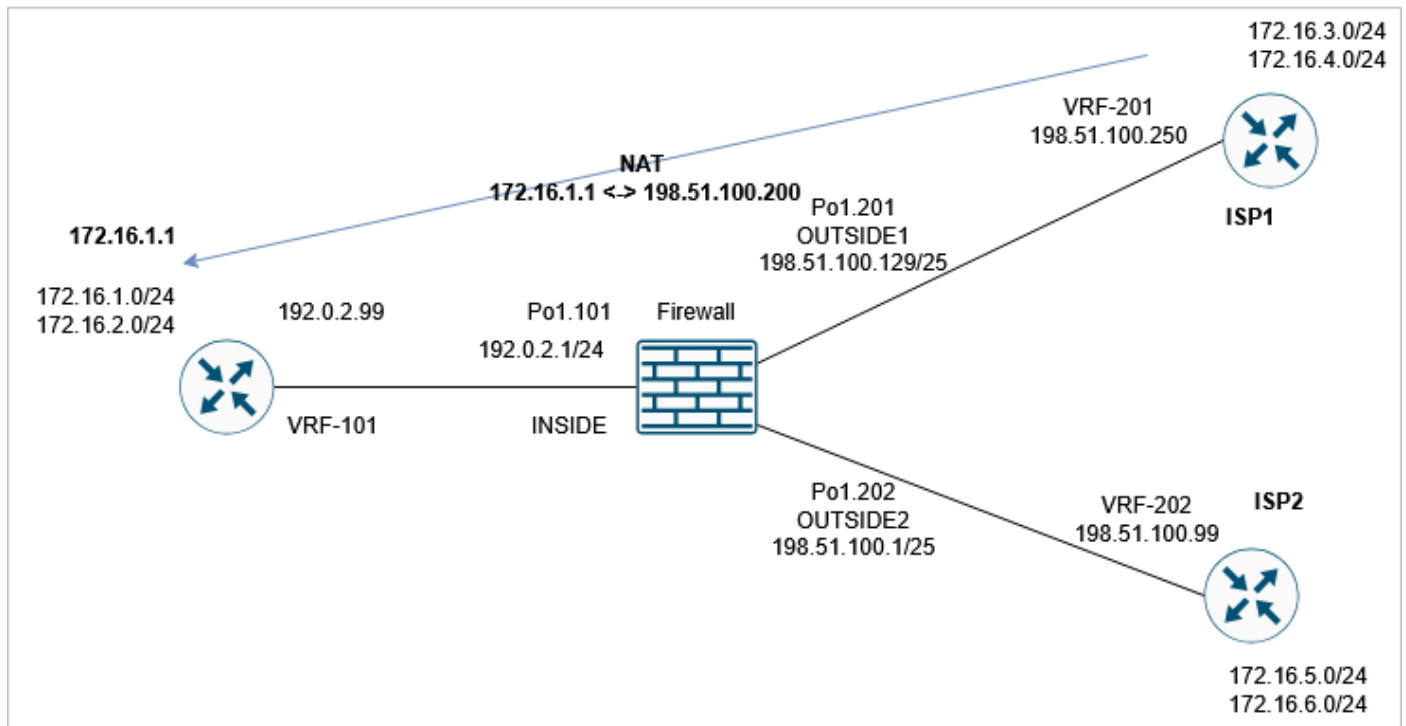 172.16.3.0/24
172.16.4.0/24
VRF-201
198.51.100.250
ISP1
NAT
172.16.1.1 <-> 198.51.100.200
Po1.201
OUTSIDE1
198.51.100.129/25
172.16.1.1
172.16.1.0/24
172.16.2.0/24
192.0.2.99
Po1.101
192.0.2.1/24
Firewall
VRF-101
INSIDE
Po1.202
OUTSIDE2
198.51.100.1/25
VRF-202
198.51.100.99
ISP2
172.16.5.0/24
172.16.6.0/24